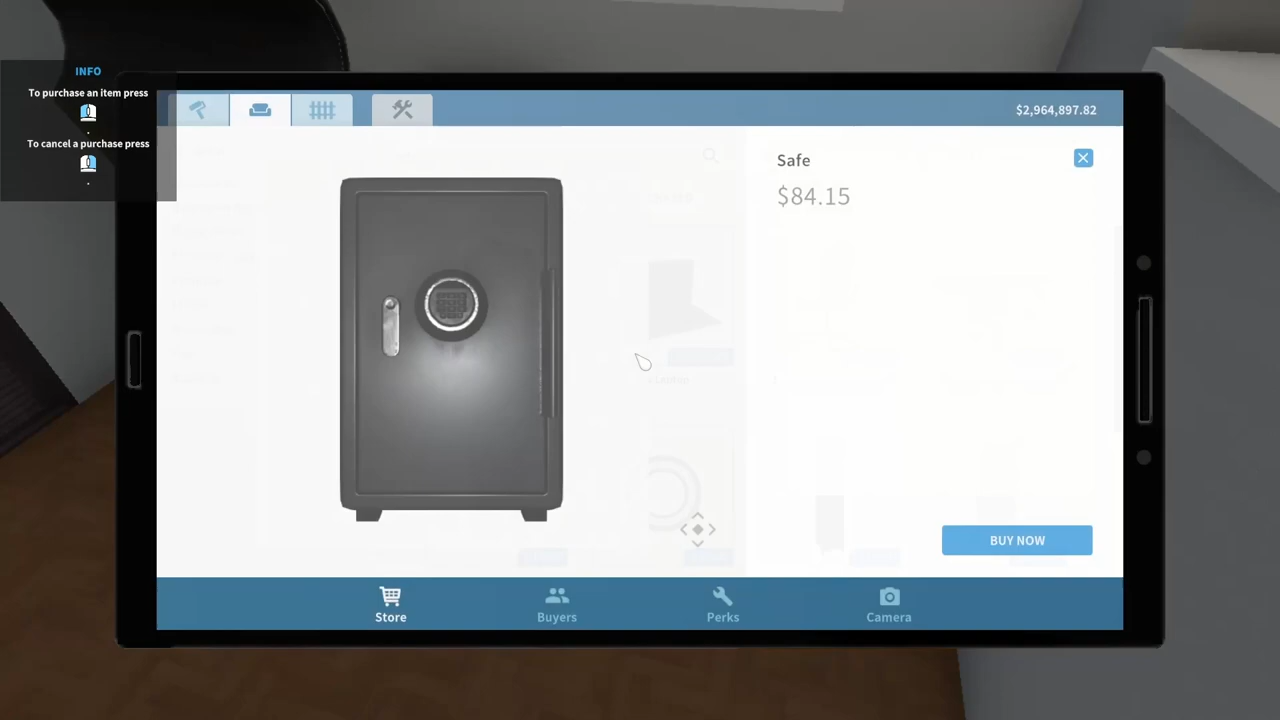 INFO
To purchase an item press
.
To cancel a purchase press
.
$2,964,897.82
Safe
$84.15
BUY NOW
Store
Buyers
Perks
Camera